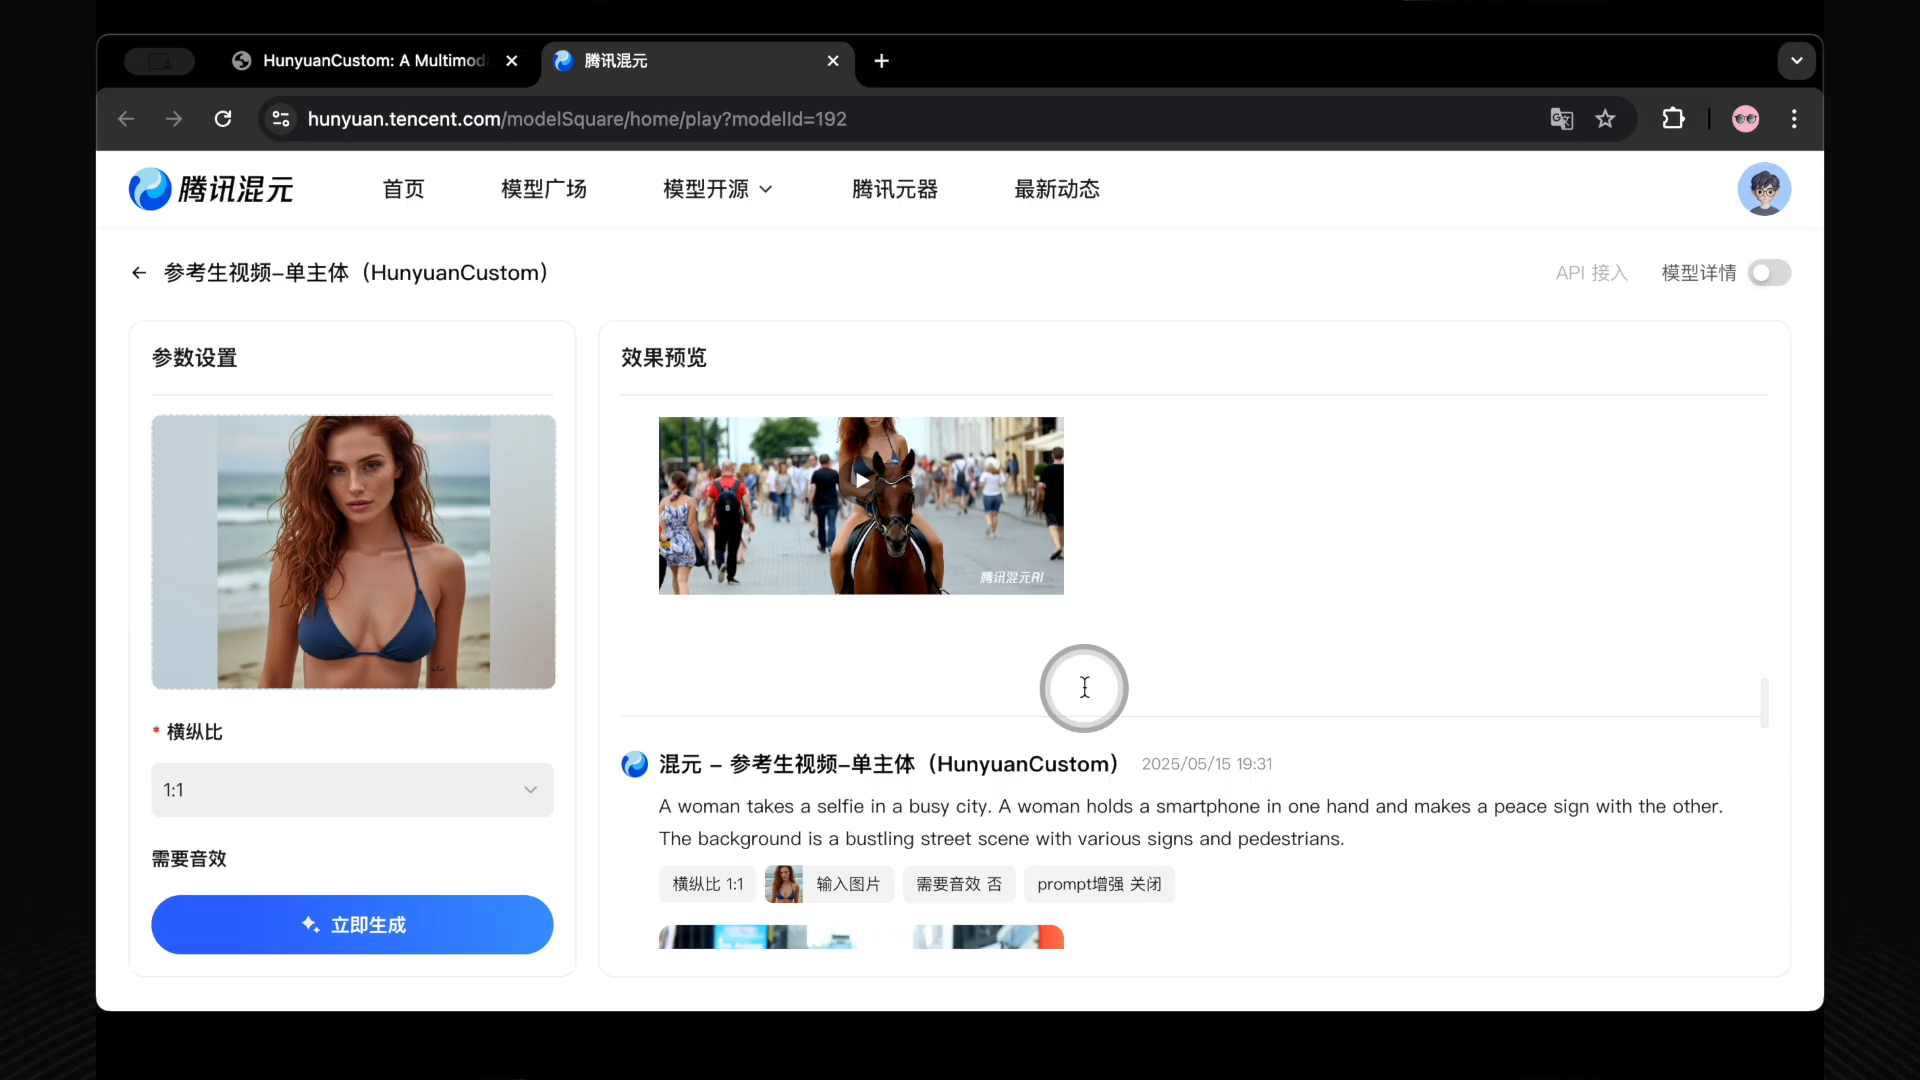 HunyuanCustom: A Multimod
腾讯混元
hunyuan.tencent.com/modelSquare/home/play?modelId=192
腾讯混元
首页
模型广场
模型开源
腾讯元器
最新动态
参考生视频-单主体（HunyuanCustom）
API 接入
模型详情
参数设置
* 横纵比
1:1
需要音效
立即生成
效果预览
腾讯混元AI
混元 - 参考生视频-单主体（HunyuanCustom）
2025/05/15 19:31
A woman takes a selfie in a busy city. A woman holds a smartphone in one hand and makes a peace sign with the other.
The background is a bustling street scene with various signs and pedestrians.
横纵比 1:1
输入图片
需要音效 否
prompt增强 关闭